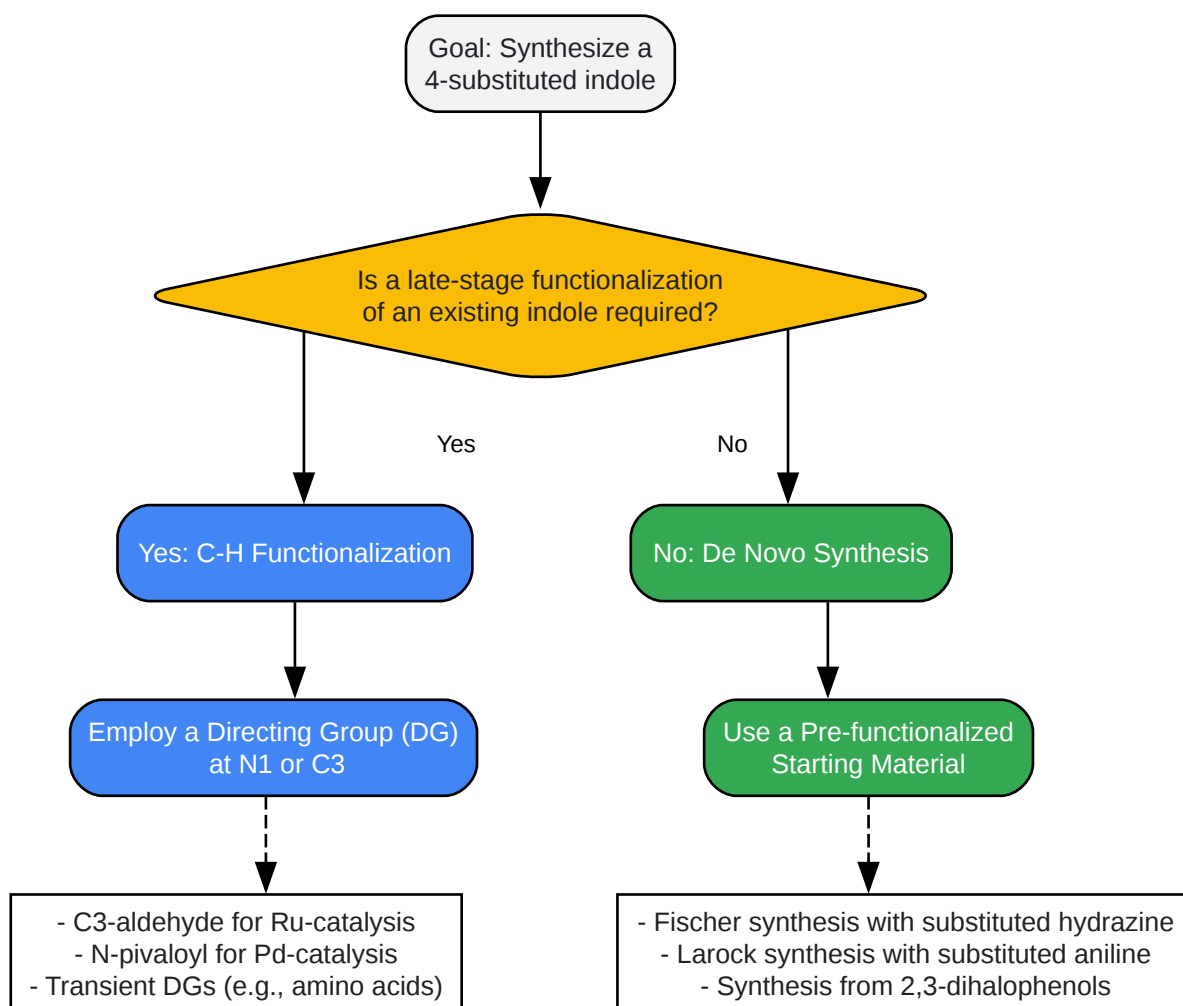 Goal: Synthesize a
4-substituted indole
Is a late-stage functionalization
of an existing indole required?
Yes
No
Yes: C-H Functionalization
No: De Novo Synthesis
Employ a Directing Group (DG)
at N1 or C3
Use a Pre-functionalized
Starting Material
- C3-aldehyde for Ru-catalysis
- N-pivaloyl for Pd-catalysis
- Transient DGs (e.g., amino acids)
- Fischer synthesis with substituted hydrazine
- Larock synthesis with substituted aniline
- Synthesis from 2,3-dihalophenols